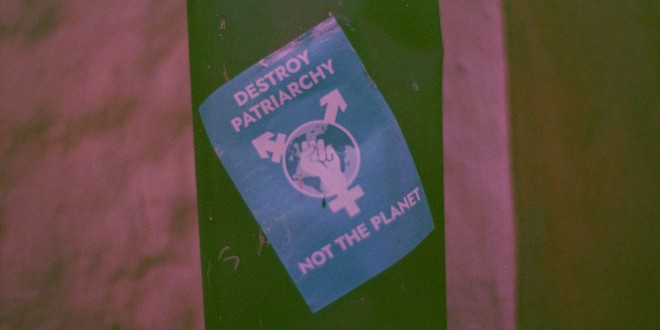 DESTROY
PATRIARCHY
NOT THE PLANET